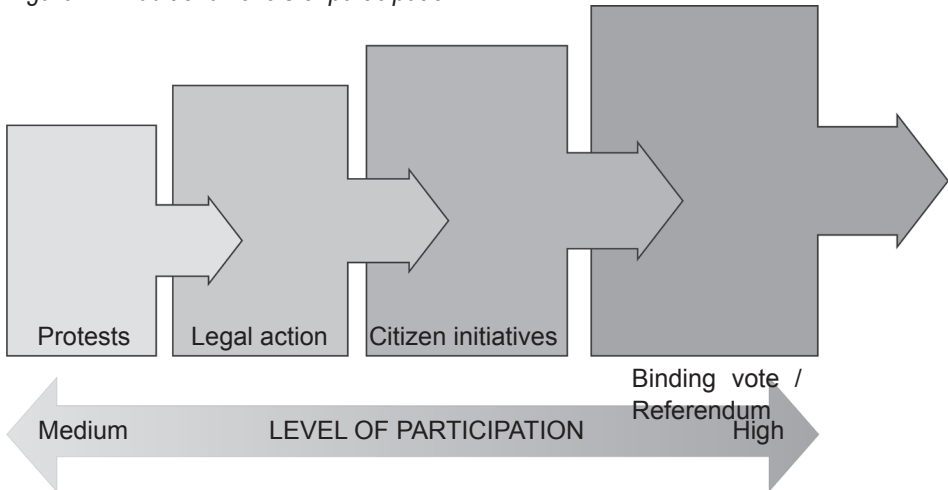 Protests
Legal action
Citizen initiatives
Binding vote /
Referendum
Medium
LEVEL OF PARTICIPATION
High